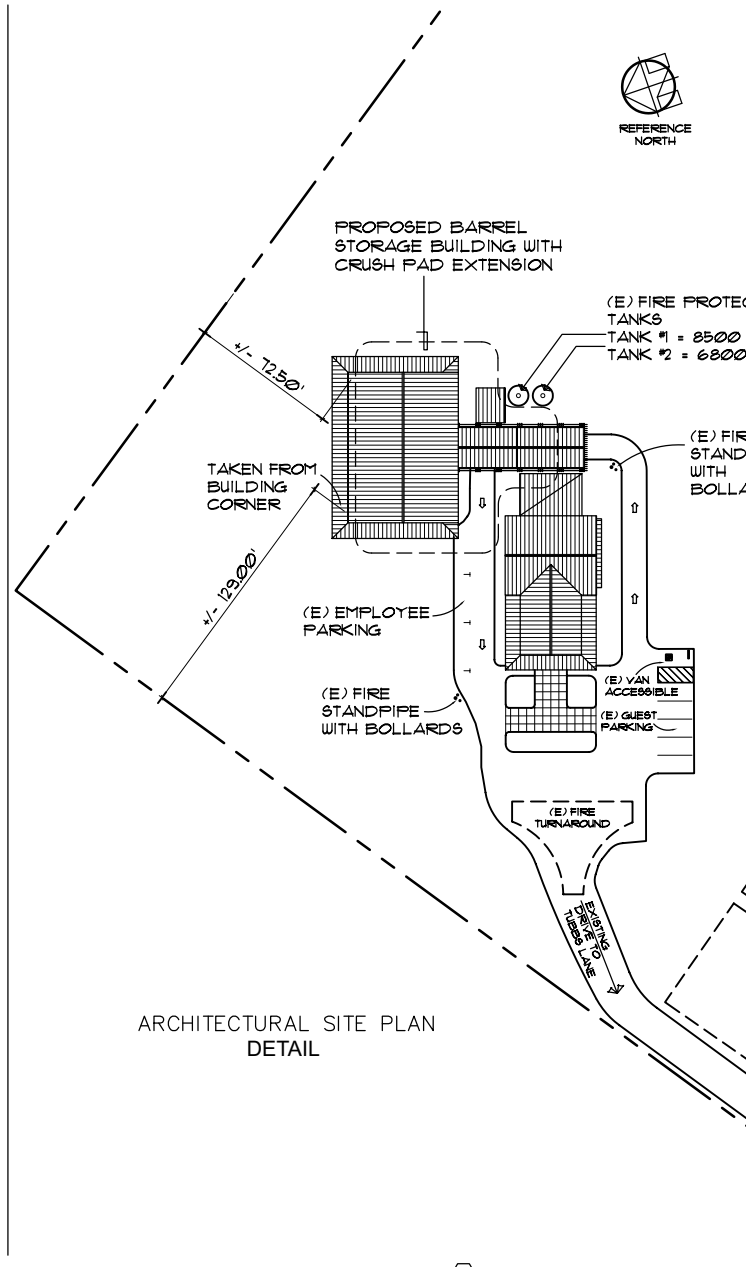 REFERENCE
NORTH
PROPOSED BARREL
STORAGE BUILDING WITH
CRUSH PAD EXTENSION
(E) FIRE PROTEC
TANKS
TANK #1 = 8500
TANK #2 = 6800
+/- 72.50'
(E) FIR
STAND
WITH
BOLLA
TAKEN FROM
BUILDING
CORNER
+/- 129.00'
(E) EMPLOYEE
PARKING
(E) VAN
ACCESSIBLE
(E) FIRE
STANDPIPE
WITH BOLLARDS
(E) GUEST
PARKING
(E) FIRE
TURNAROUND
EXISTING
DRIVE TO
TUBBS LANE
ARCHITECTURAL SITE PLAN
DETAIL